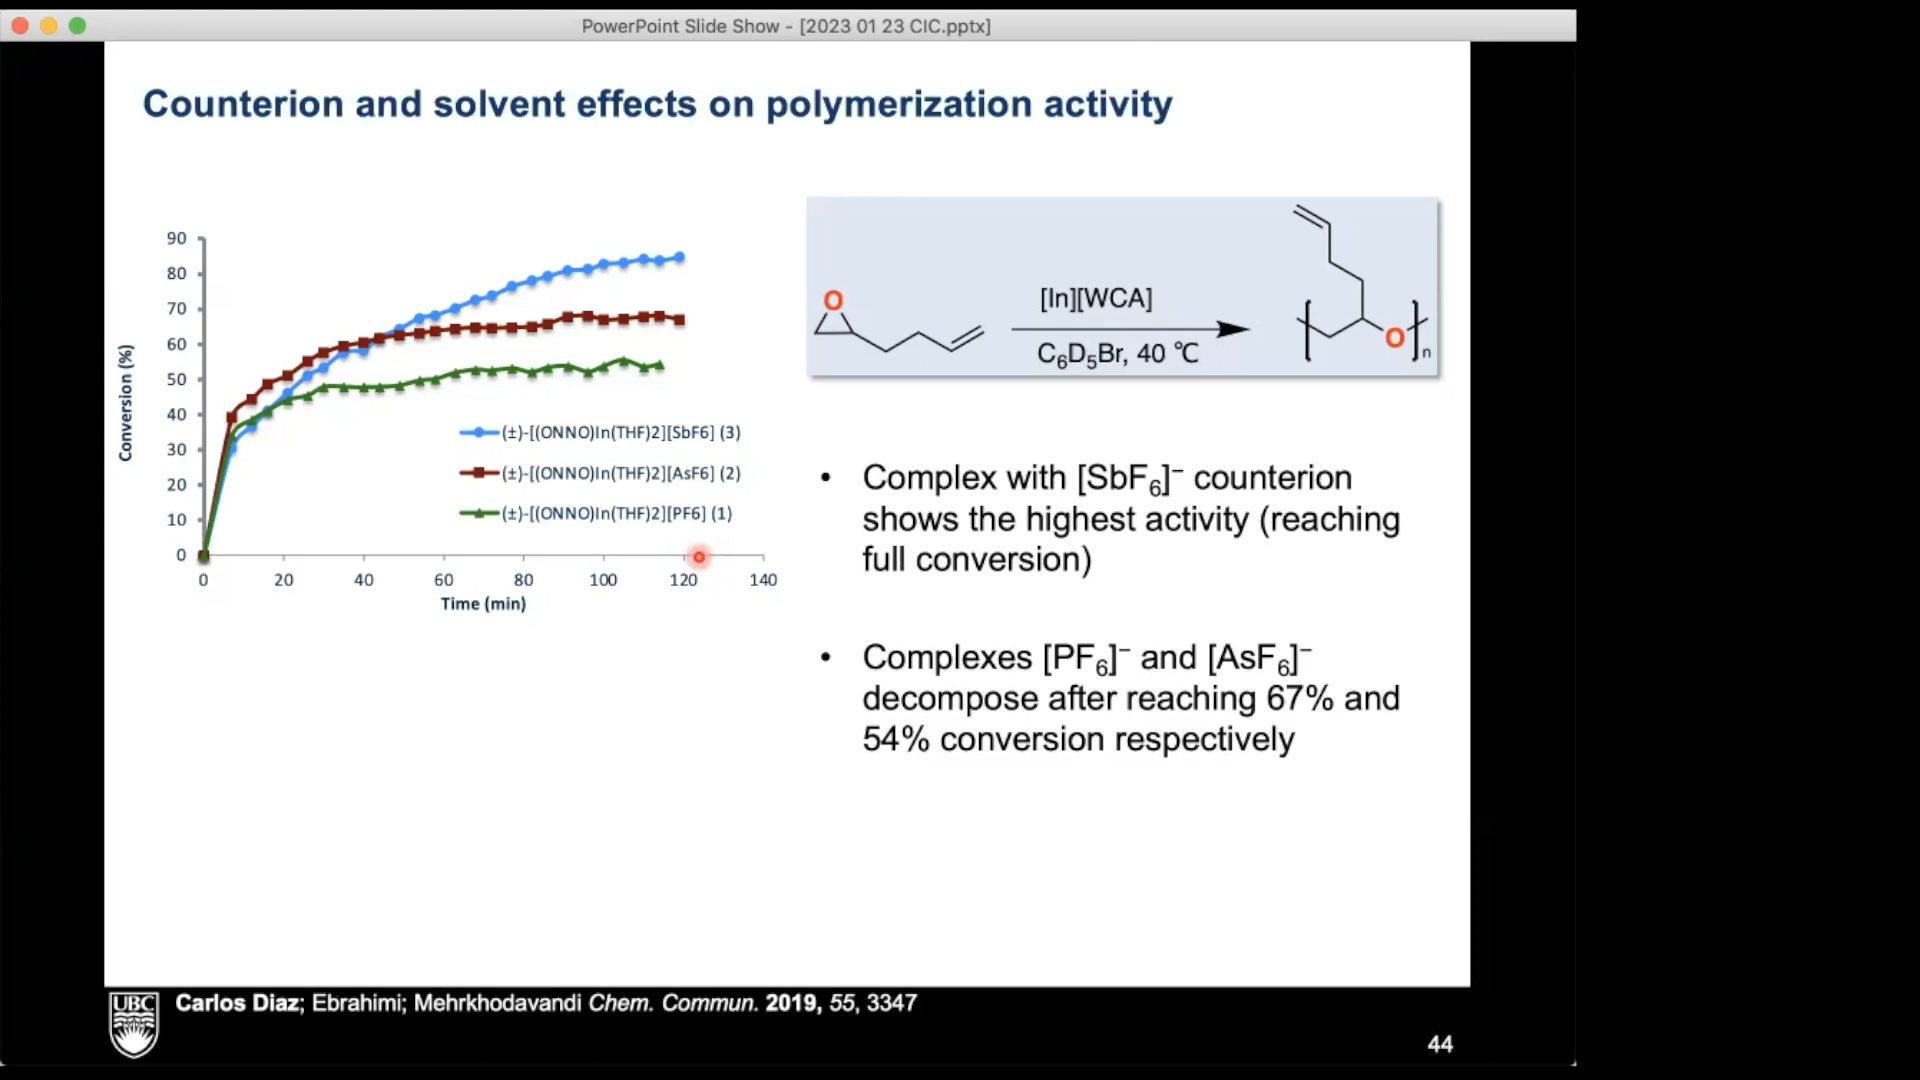 PowerPoint Slide Show - [2023 01 23 CIC.pptx]
Counterion and solvent effects on polymerization activity
90
80
70
60
50
40
30
20
10
0
Conversion (%)
0 20 40 60 80 100 120 140
Time (min)
(±)-[(ONNO)In(THF)2][SbF6] (3)
(±)-[(ONNO)In(THF)2][AsF6] (2)
(±)-[(ONNO)In(THF)2][PF6] (1)
O
[In][WCA]
C₆D₅Br, 40 ℃
O
n
• Complex with [SbF₆]⁻ counterion
shows the highest activity (reaching
full conversion)
• Complexes [PF₆]⁻ and [AsF₆]⁻
decompose after reaching 67% and
54% conversion respectively
UBC
Carlos Diaz; Ebrahimi; Mehrkhodavandi Chem. Commun. 2019, 55, 3347
44